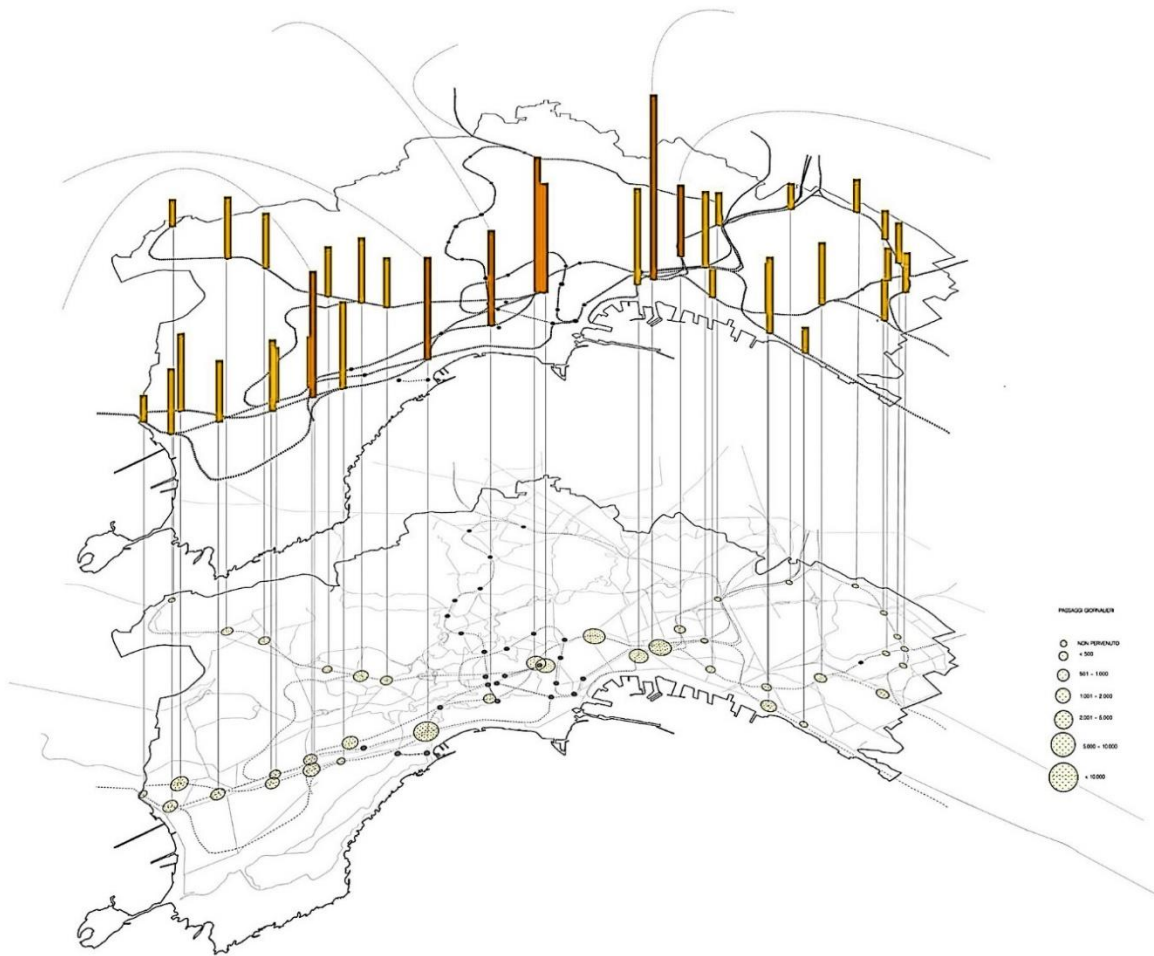 PASSAGGI GIORNALIERI
NON PERVENUTO
< 500
501 – 1.000
1.001 – 2.000
2.001 – 5.000
5.000 – 10.000
< 10.000